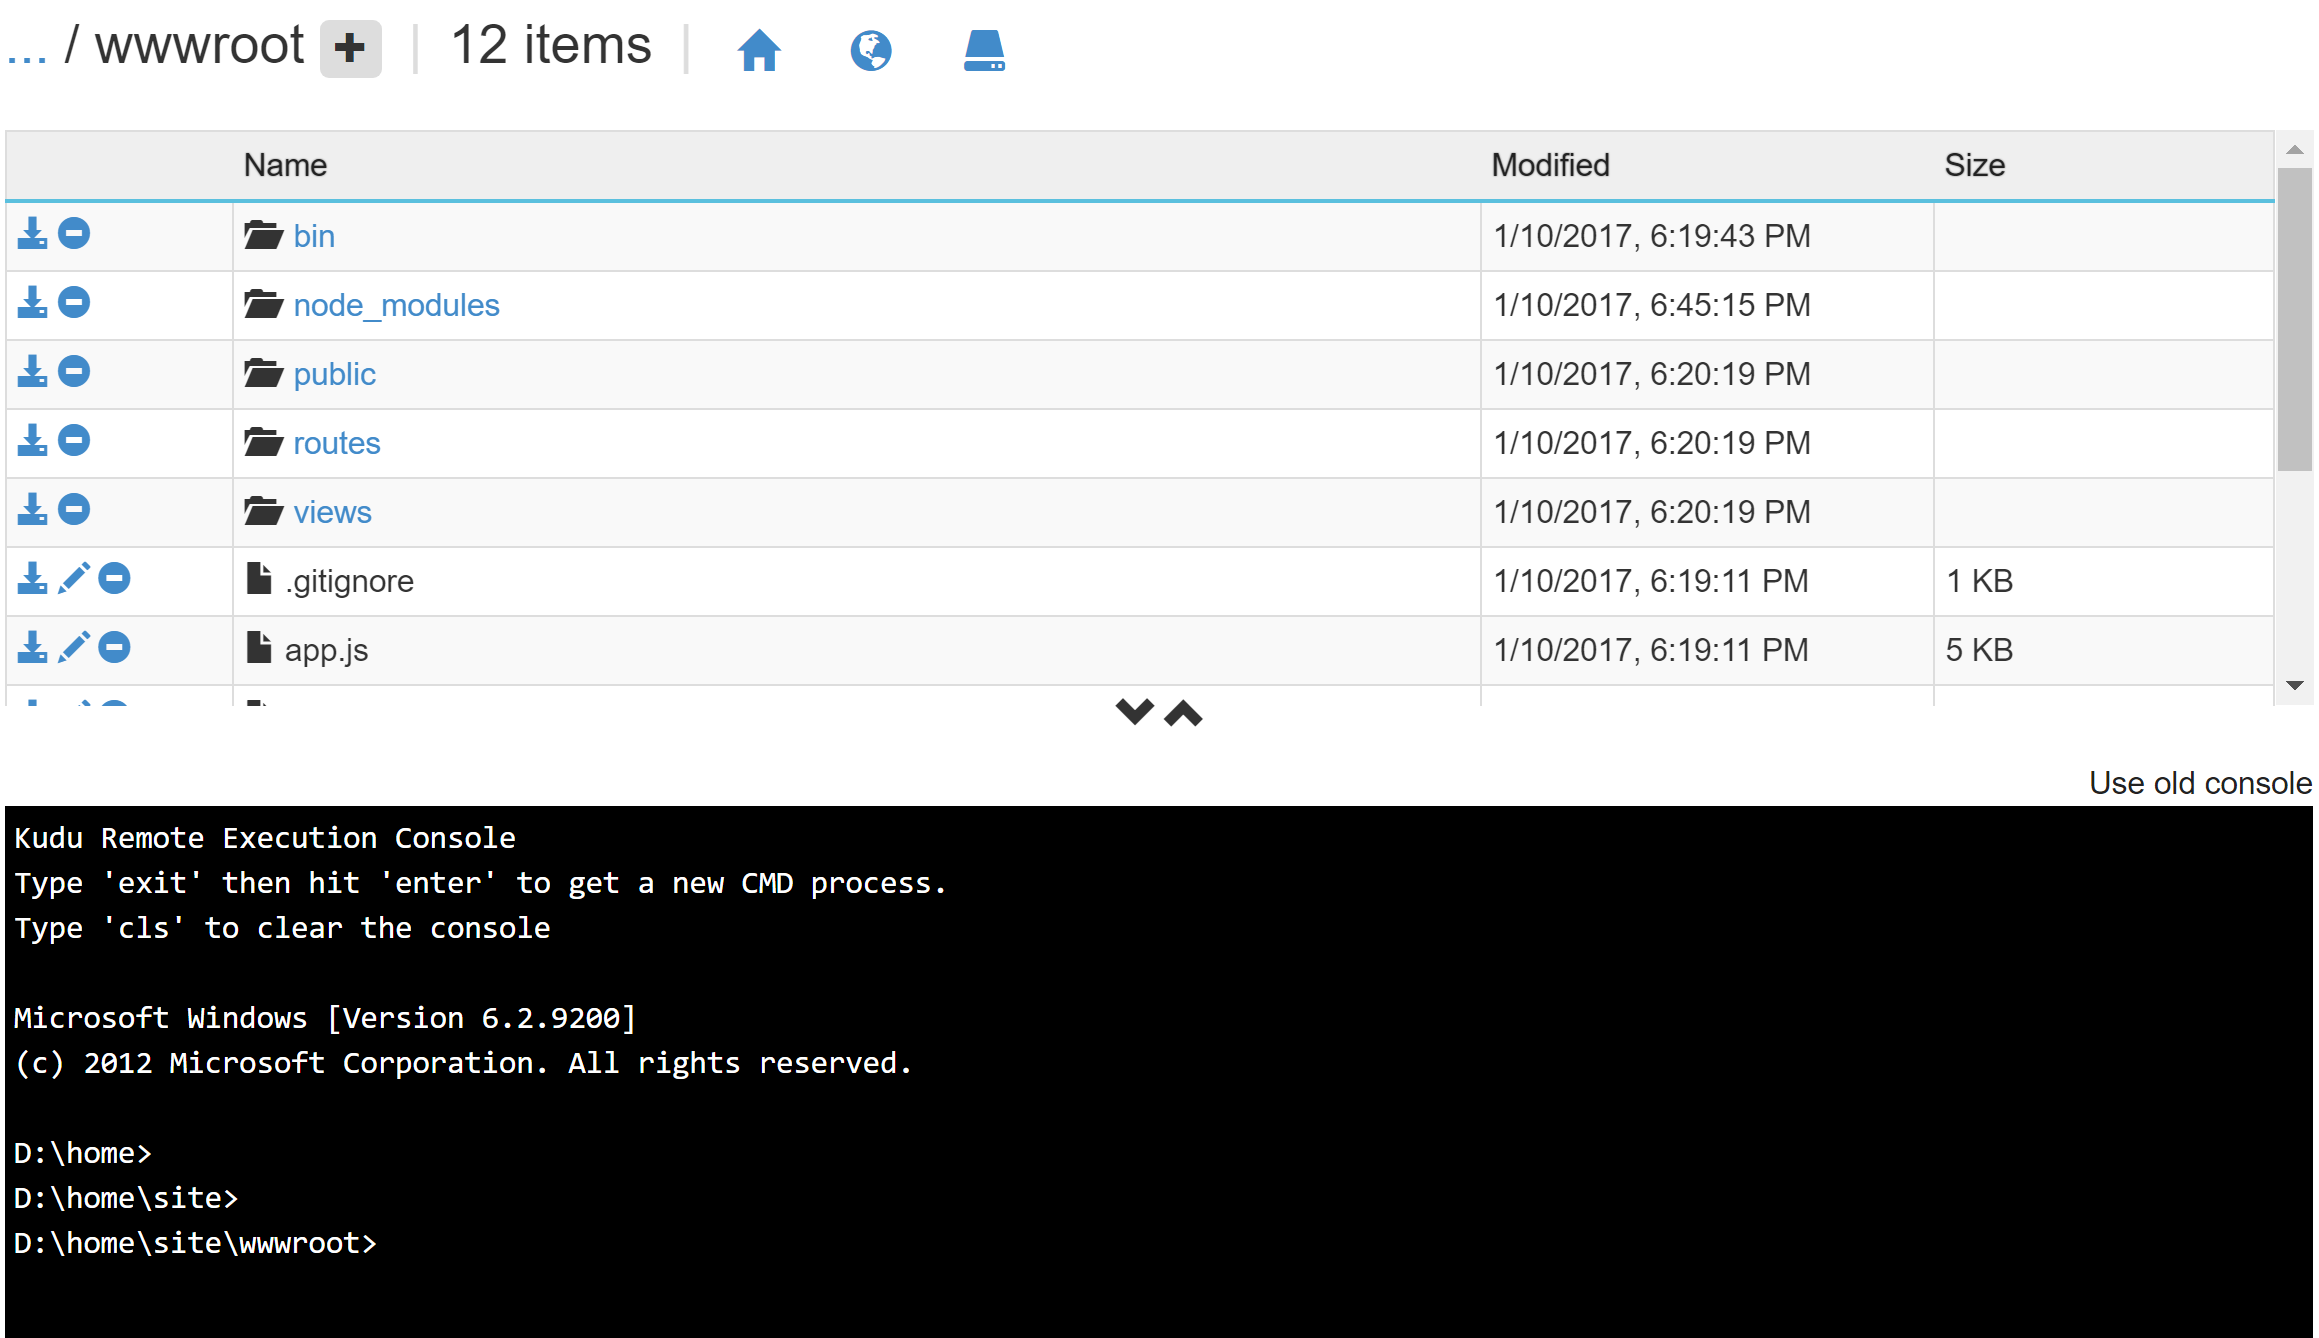 ... / wwwroot | 12 items |
Name Modified Size
bin 1/10/2017, 6:19:43 PM
node_modules 1/10/2017, 6:45:15 PM
public 1/10/2017, 6:20:19 PM
routes 1/10/2017, 6:20:19 PM
views 1/10/2017, 6:20:19 PM
.gitignore 1/10/2017, 6:19:11 PM 1 KB
app.js 1/10/2017, 6:19:11 PM 5 KB
Use old console
Kudu Remote Execution Console
Type 'exit' then hit 'enter' to get a new CMD process.
Type 'cls' to clear the console
Microsoft Windows [Version 6.2.9200]
(c) 2012 Microsoft Corporation. All rights reserved.
D:\home>
D:\home\site>
D:\home\site\wwwroot>